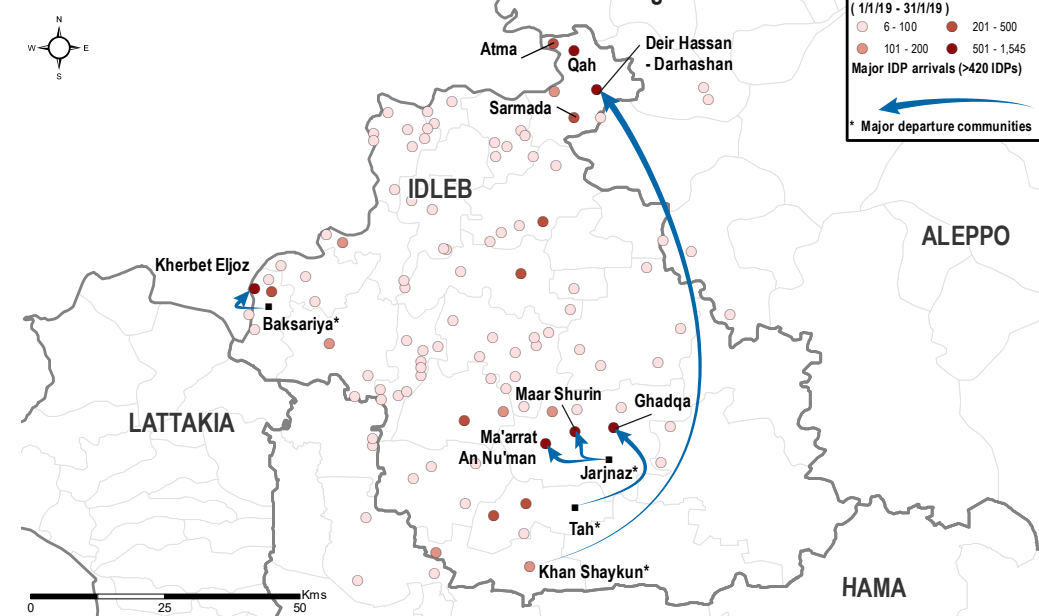 N
W E
S
( 1/1/19 - 31/1/19 )
6 - 100
201 - 500
101 - 200
501 - 1,545
Major IDP arrivals (>420 IDPs)
* Major departure communities
Atma
Qah
Deir Hassan
- Darhashan
Sarmada
IDLEB
ALEPPO
Kherbet Eljoz
Baksariya*
LATTAKIA
Maar Shurin
Ghadqa
Ma'arrat
An Nu'man
Jarjnaz*
Tah*
Khan Shaykun*
HAMA
Kms
0 25 50